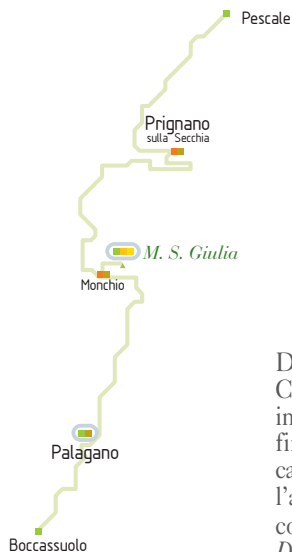 Pescale
Prignano
sulla Secchia
M. S. Giulia
Monchio
Palagano
Boccassuolo